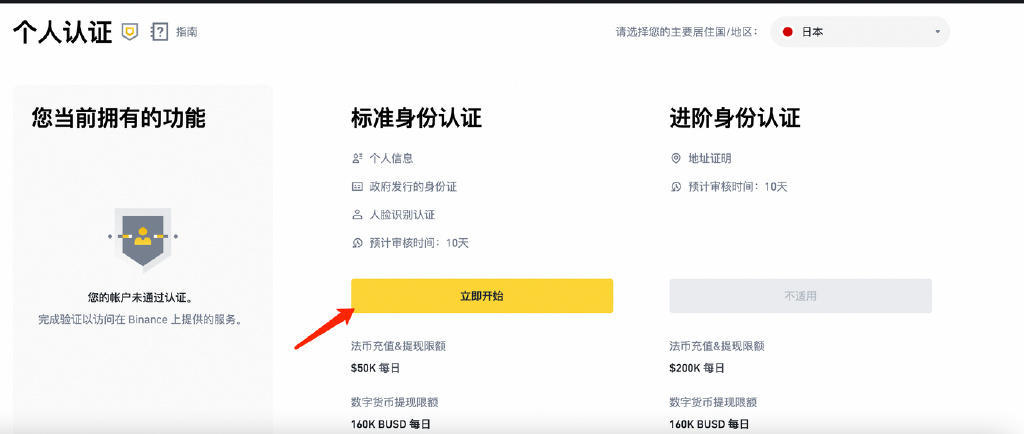 个人认证 指南 请选择您的主要居住国/地区： 日本
您当前拥有的功能
您的帐户未通过认证。
完成验证以访问在 Binance 上提供的服务。
标准身份认证
个人信息
政府发行的身份证
人脸识别认证
预计审核时间：10天
立即开始
法币充值&提现限额
$50K 每日
数字货币提现限额
160K BUSD 每日
进阶身份认证
地址证明
预计审核时间：10天
不适用
法币充值&提现限额
$200K 每日
数字货币提现限额
160K BUSD 每日